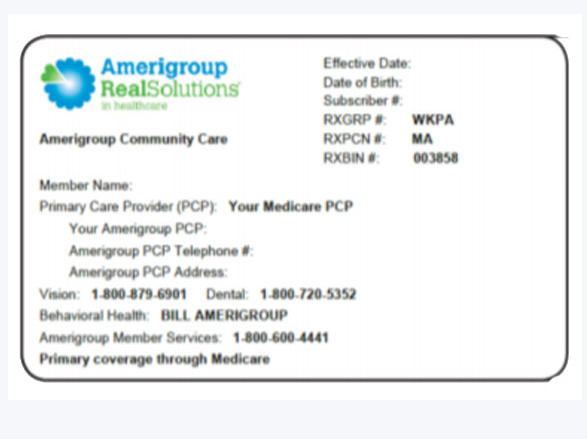 Amerigroup
RealSolutions
in healthcare
Amerigroup Community Care
Effective Date:
Date of Birth:
Subscriber #:
RXGRP #: WKPA
RXPCN #: MA
RXBIN #: 003858
Member Name:
Primary Care Provider (PCP): Your Medicare PCP
Your Amerigroup PCP:
Amerigroup PCP Telephone #:
Amerigroup PCP Address:
Vision: 1-800-879-6901 Dental: 1-800-720-5352
Behavioral Health: BILL AMERIGROUP
Amerigroup Member Services: 1-800-600-4441
Primary coverage through Medicare